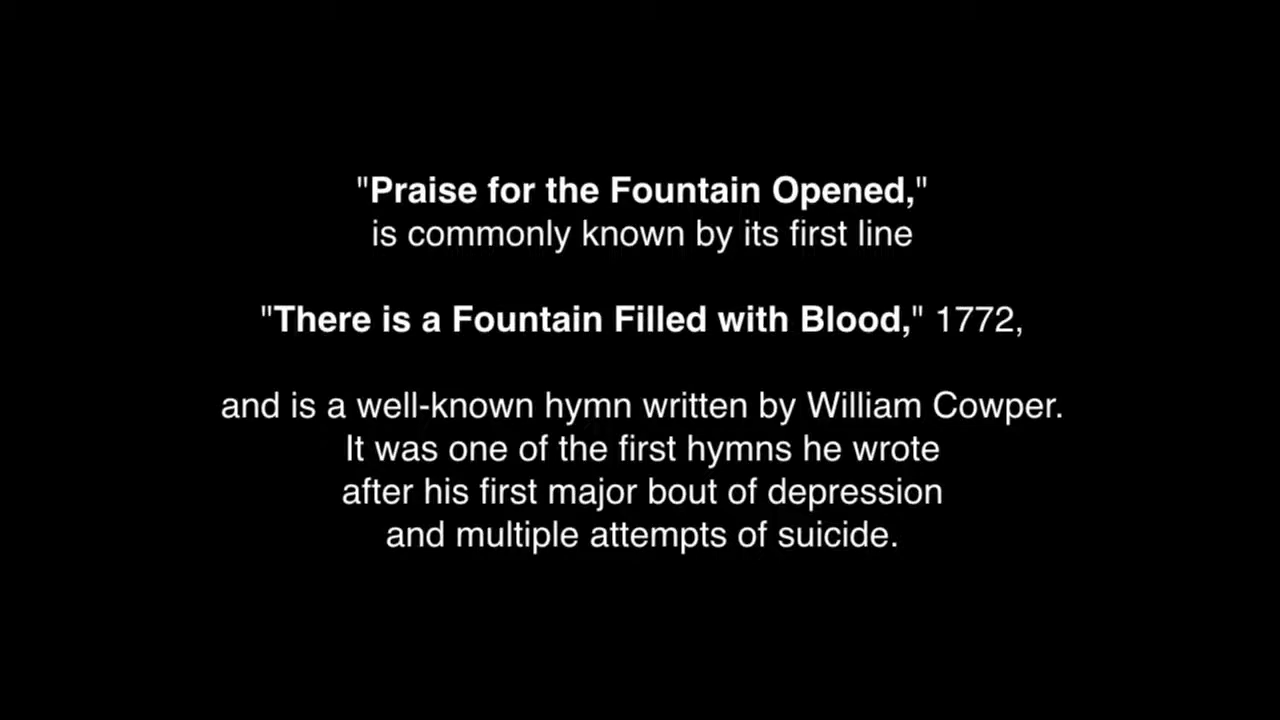 "Praise for the Fountain Opened,"
is commonly known by its first line
"There is a Fountain Filled with Blood," 1772,
and is a well-known hymn written by William Cowper.
It was one of the first hymns he wrote
after his first major bout of depression
and multiple attempts of suicide.